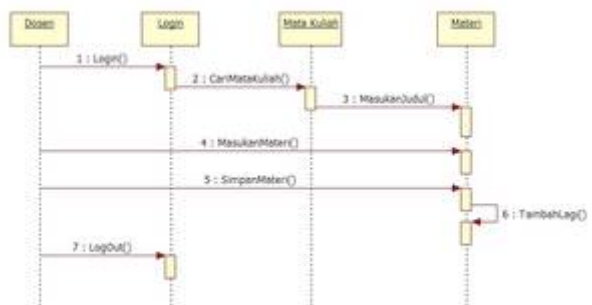 Dosen
Login
Mata Kuliah
Materi
1 : Login()
2 : CariMataKuliah()
3 : MasukanJudul()
4 : MasukanMateri()
5 : SimpanMateri()
6 : TambahLagi()
7 : LogOut()